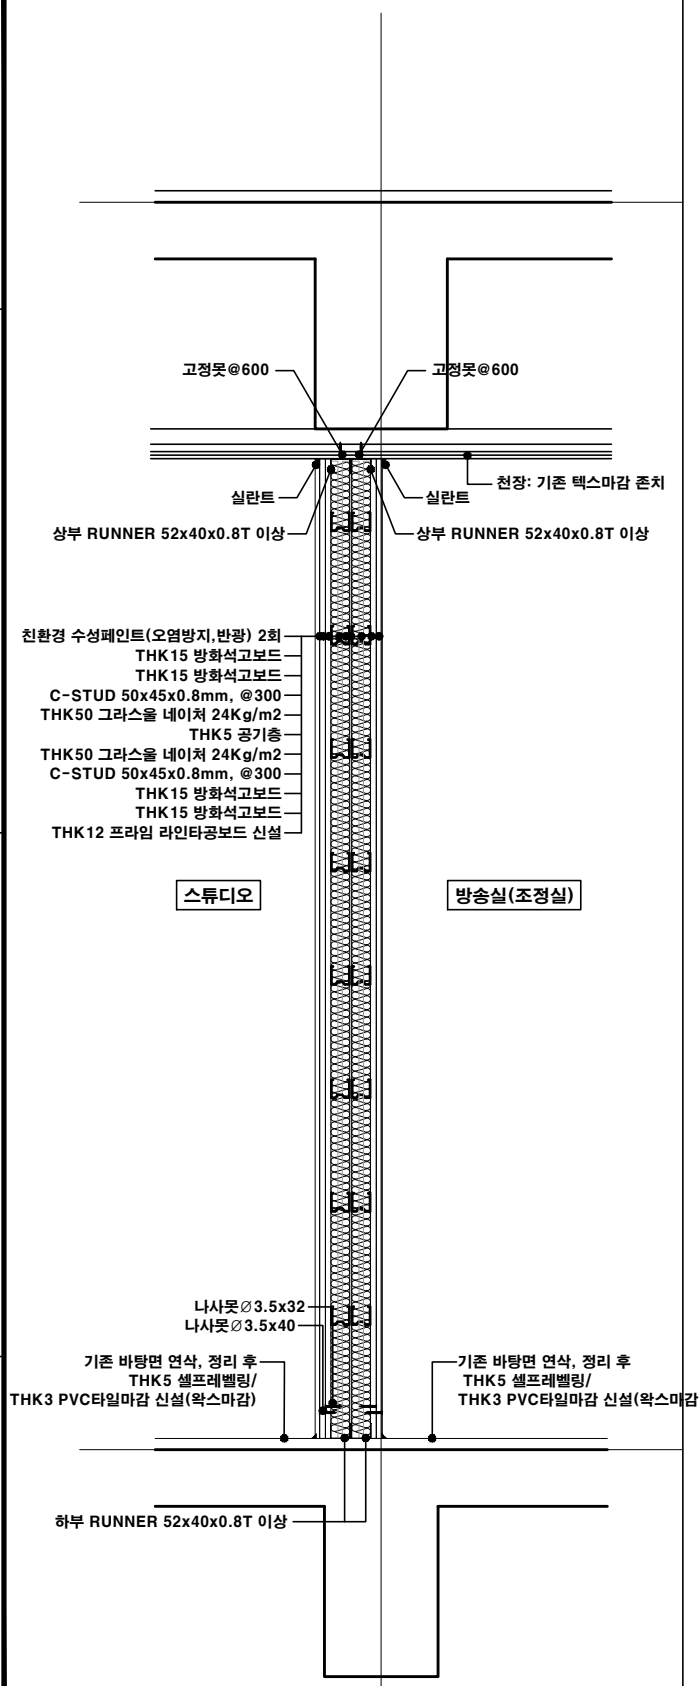 고정못@600
고정못@600
천장: 기존 텍스마감 존치
실란트
실란트
상부 RUNNER 52x40x0.8T 이상
상부 RUNNER 52x40x0.8T 이상
친환경 수성페인트(오염방지,반광) 2회
THK15 방화석고보드
THK15 방화석고보드
C-STUD 50x45x0.8mm, @300
THK50 그라스울 네이처 24Kg/m2
THK5 공기층
THK50 그라스울 네이처 24Kg/m2
C-STUD 50x45x0.8mm, @300
THK15 방화석고보드
THK15 방화석고보드
THK12 프라임 라인타공보드 신설
스튜디오
방송실(조정실)
나사못∅3.5x32
나사못∅3.5x40
기존 바탕면 연삭, 정리 후
THK5 셀프레벨링/
THK3 PVC타일마감 신설(왁스마감)
기존 바탕면 연삭, 정리 후
THK5 셀프레벨링/
THK3 PVC타일마감 신설(왁스마감
하부 RUNNER 52x40x0.8T 이상